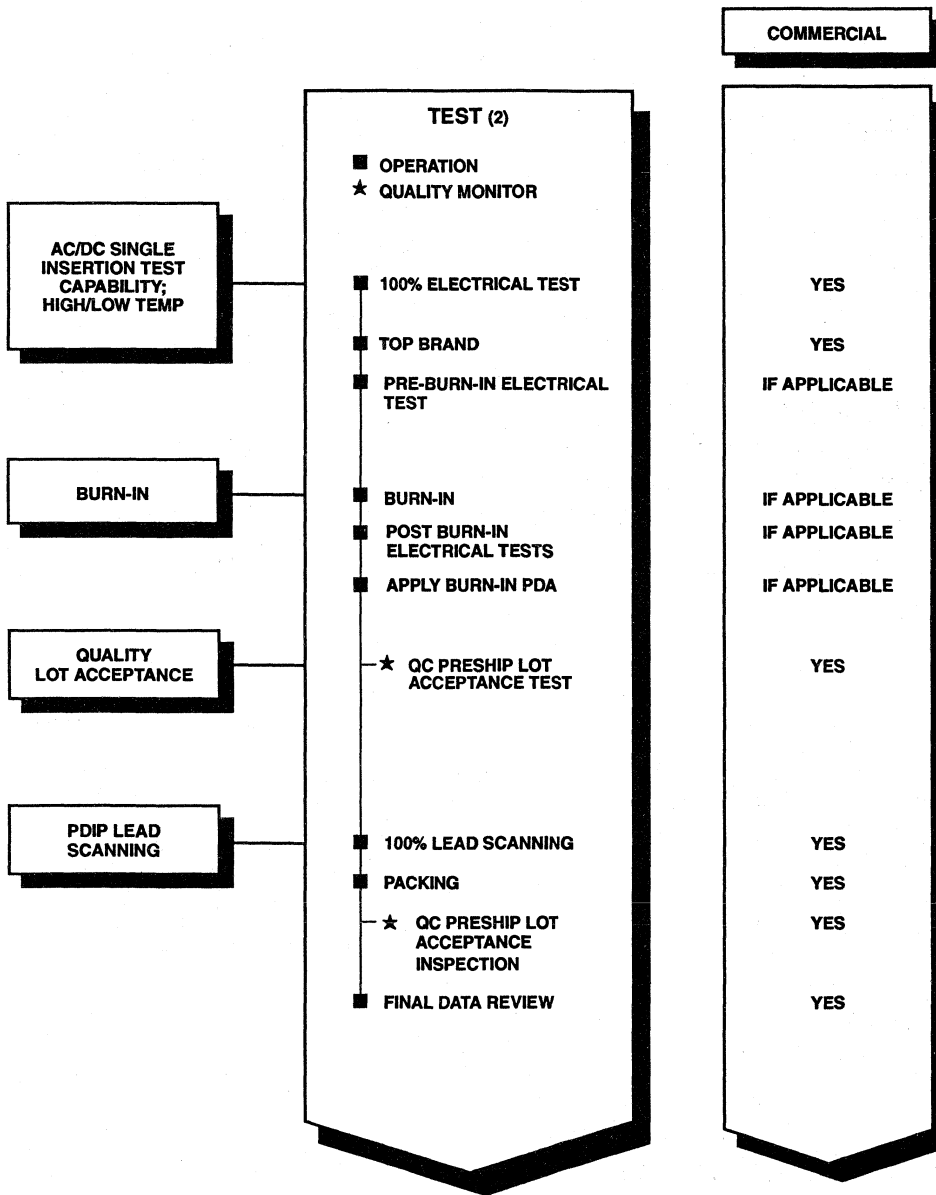 COMMERCIAL
TEST (2)
■ OPERATION
★ QUALITY MONITOR
AC/DC SINGLE
INSERTION TEST
CAPABILITY;
HIGH/LOW TEMP
■ 100% ELECTRICAL TEST
YES
■ TOP BRAND
YES
■ PRE-BURN-IN ELECTRICAL
TEST
IF APPLICABLE
BURN-IN
■ BURN-IN
IF APPLICABLE
■ POST BURN-IN
ELECTRICAL TESTS
IF APPLICABLE
■ APPLY BURN-IN PDA
IF APPLICABLE
QUALITY
LOT ACCEPTANCE
★ QC PRESHIP LOT
ACCEPTANCE TEST
YES
PDIP LEAD
SCANNING
■ 100% LEAD SCANNING
YES
■ PACKING
YES
★ QC PRESHIP LOT
ACCEPTANCE
INSPECTION
YES
■ FINAL DATA REVIEW
YES